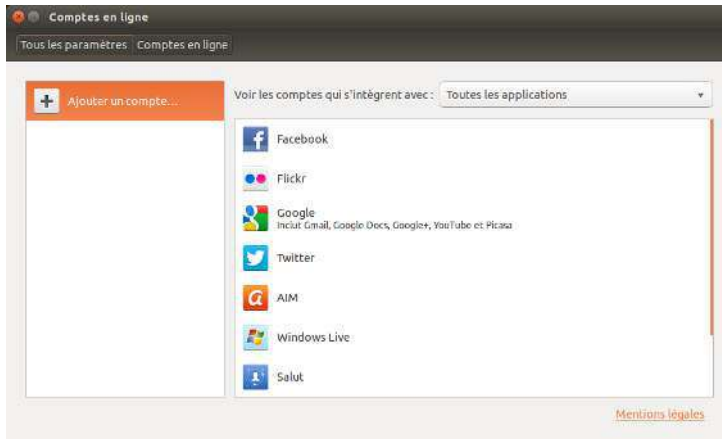 Comptes en ligne
Tous les paramètres Comptes en ligne
Ajouter un compte...
Voir les comptes qui s'intègrent avec : Toutes les applications
Facebook
Flickr
Google
Inclut Gmail, Google Docs, Google+, YouTube et Picasa
Twitter
AIM
Windows Live
Salut
Mentions légales